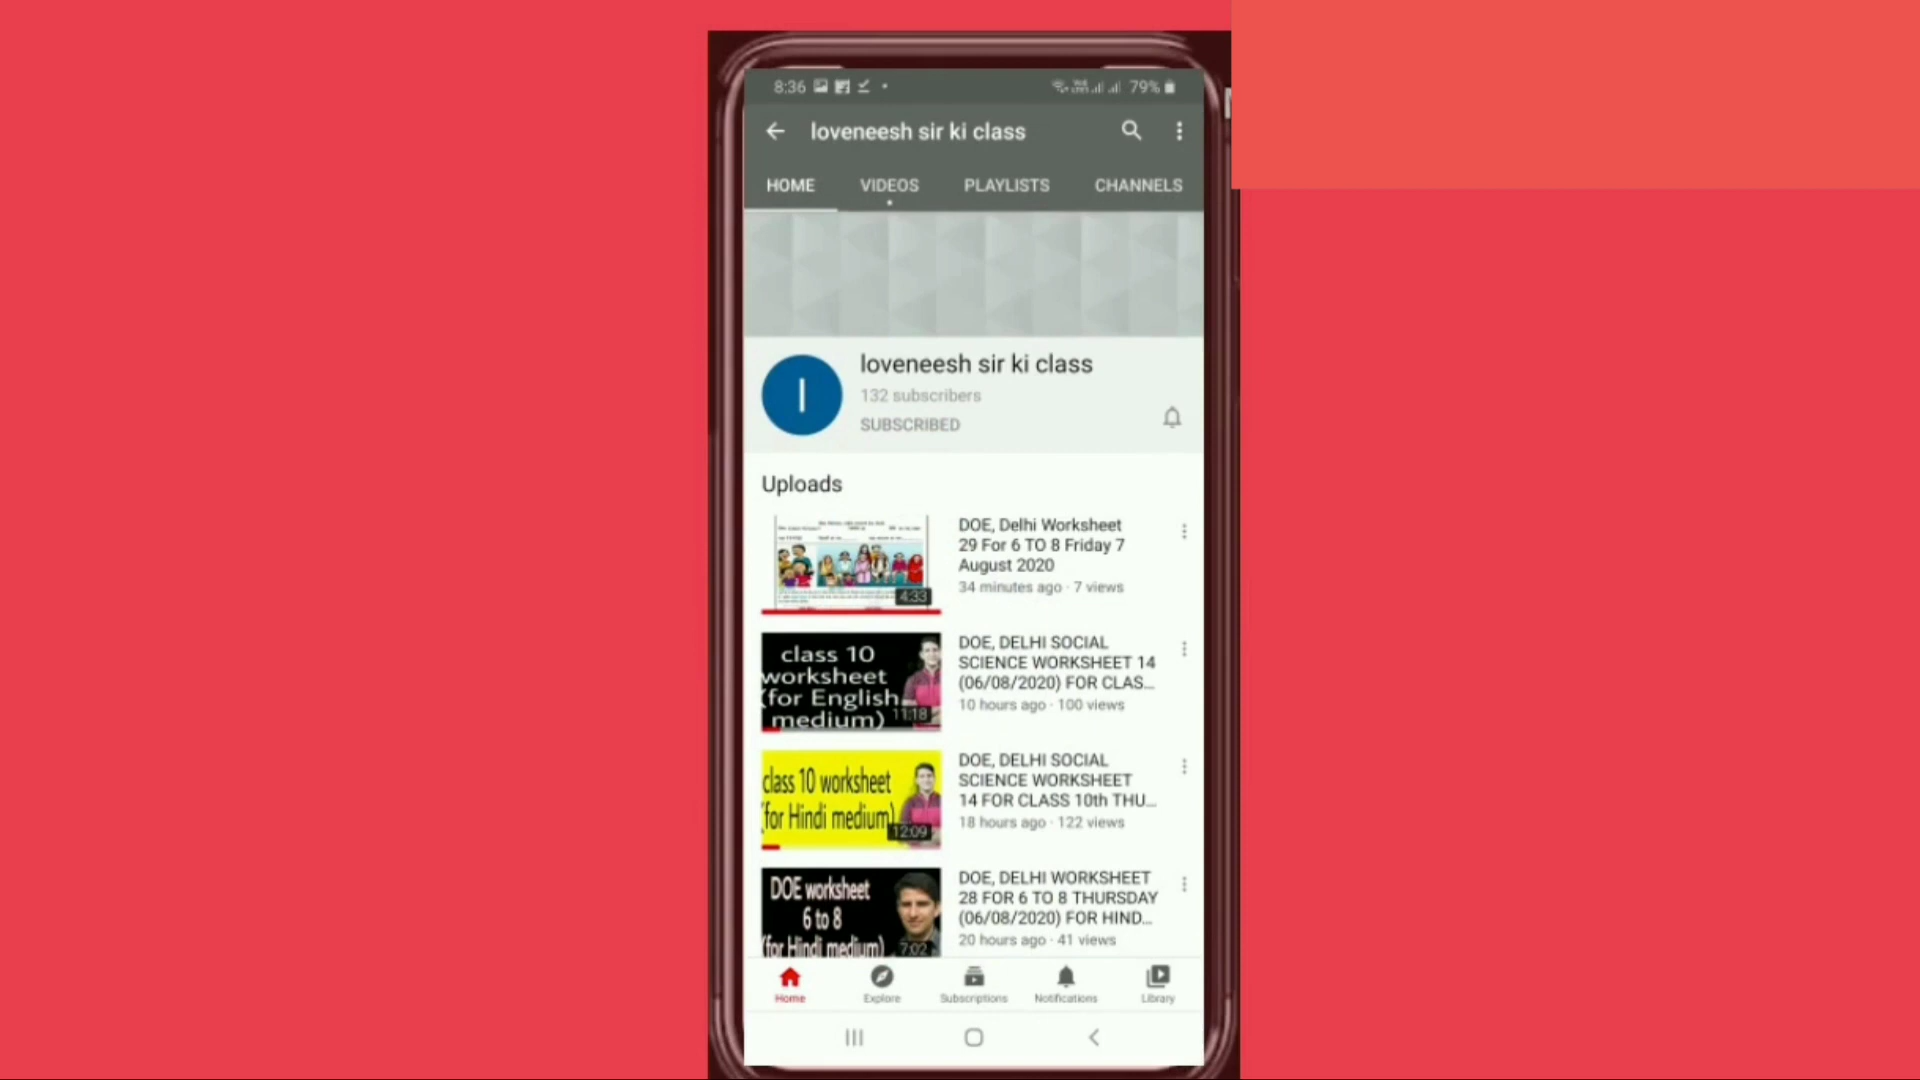 8:36
79%
loveneesh sir ki class
HOME VIDEOS PLAYLISTS CHANNELS
l
loveneesh sir ki class
132 subscribers
SUBSCRIBED
Uploads
4:33
DOE, Delhi Worksheet
29 For 6 TO 8 Friday 7
August 2020
34 minutes ago · 7 views
class 10
worksheet
(for English
medium)
11:18
DOE, DELHI SOCIAL
SCIENCE WORKSHEET 14
(06/08/2020) FOR CLAS...
10 hours ago · 100 views
class 10 worksheet
(for Hindi medium)
12:09
DOE, DELHI SOCIAL
SCIENCE WORKSHEET
14 FOR CLASS 10th THU...
18 hours ago · 122 views
DOE worksheet
6 to 8
(for Hindi medium)
7:02
DOE, DELHI WORKSHEET
28 FOR 6 TO 8 THURSDAY
(06/08/2020) FOR HIND...
20 hours ago · 41 views
Home Explore Subscriptions Notifications Library